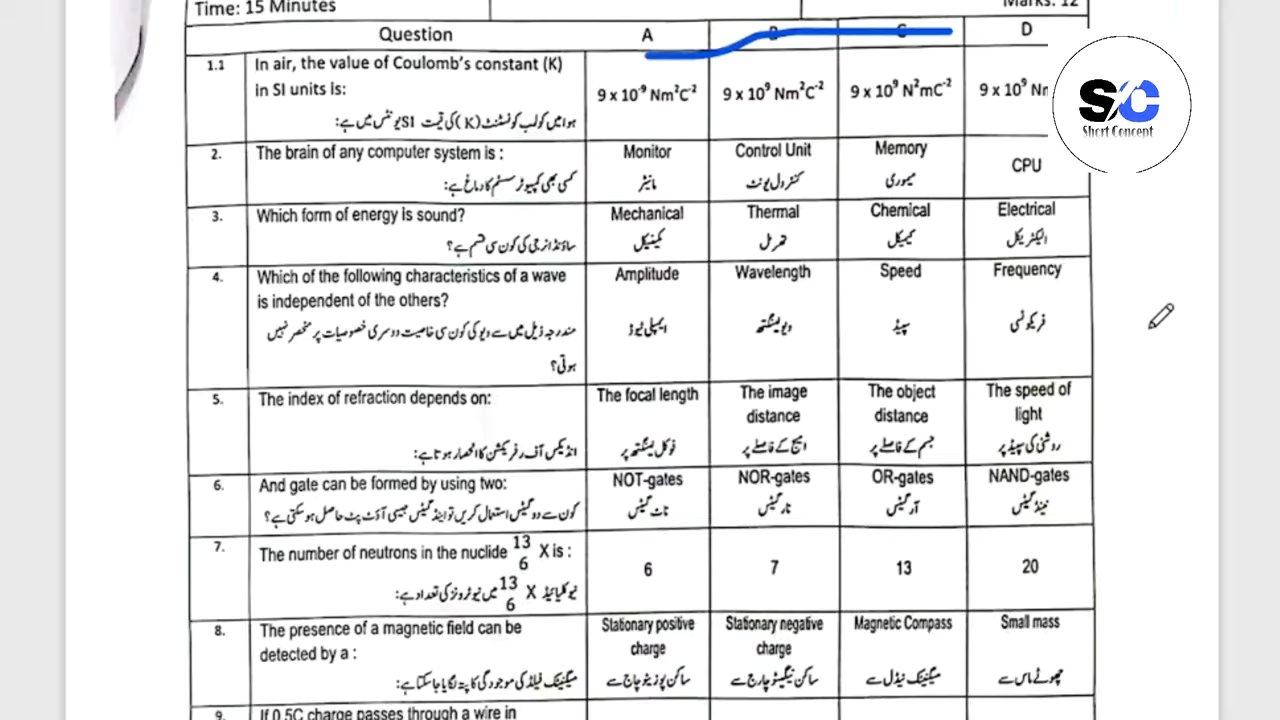 Time: 15 Minutes
Marks: 12
Question A B C D
1.1 In air, the value of Coulomb's constant (K)
in SI units is:
ہوا میں کولمب کونسٹنٹ (K) کی قیمت SI یونٹس میں ہے:
9 x 10⁻⁹ Nm²C⁻² 9 x 10⁹ Nm²C⁻² 9 x 10⁹ N²mC⁻² 9 x 10⁹
S/C
Short Concept
2. The brain of any computer system is : Monitor Control Unit Memory CPU
کسی بھی کمپیوٹر سسٹم کا دماغ ہے: مانیٹر کنٹرول یونٹ میموری
3. Which form of energy is sound? Mechanical Thermal Chemical Electrical
ساؤنڈ انرجی کی کون سی قسم ہے؟ مکینیکل تھرمل کیمیکل الیکٹریکل
4. Which of the following characteristics of a wave Amplitude Wavelength Speed Frequency
is independent of the others?
مندرجہ ذیل میں سے ویو کی کون سی خاصیت دوسری خصوصیات پر منحصر نہیں ایمپلی ٹیوڈ ویولینگتھ سپیڈ فریکوئنسی
ہوتی؟
5. The index of refraction depends on: The focal length The image The object The speed of
distance distance light
انڈیکس آف ریفریکشن کا انحصار ہوتا ہے: فوکل لینگتھ پر امیج کے فاصلے پر جسم کے فاصلے پر روشنی کی سپیڈ پر
6. And gate can be formed by using two: NOT-gates NOR-gates OR-gates NAND-gates
کون سے دو گیٹس استعمال کریں تو اینڈ گیٹس جیسی آؤٹ پٹ حاصل ہو سکتی ہے؟ ناٹ گیٹس نار گیٹس آر گیٹس نینڈ گیٹس
7. The number of neutrons in the nuclide ¹³₆ X is : 6 7 13 20
نیوکلیائیڈ ¹³₆ X میں نیوٹرونز کی تعداد ہے:
8. The presence of a magnetic field can be Stationary positive Stationary negative Magnetic Compass Small mass
detected by a : charge charge
میگنیٹک فیلڈ کی موجودگی کا پتہ لگایا جا سکتا ہے: ساکن پوزیٹو چارج سے ساکن نیگیٹو چارج سے میگنیٹک نیڈل سے چھوٹے ماس سے
9. If 0.5C charge passes through a wire in